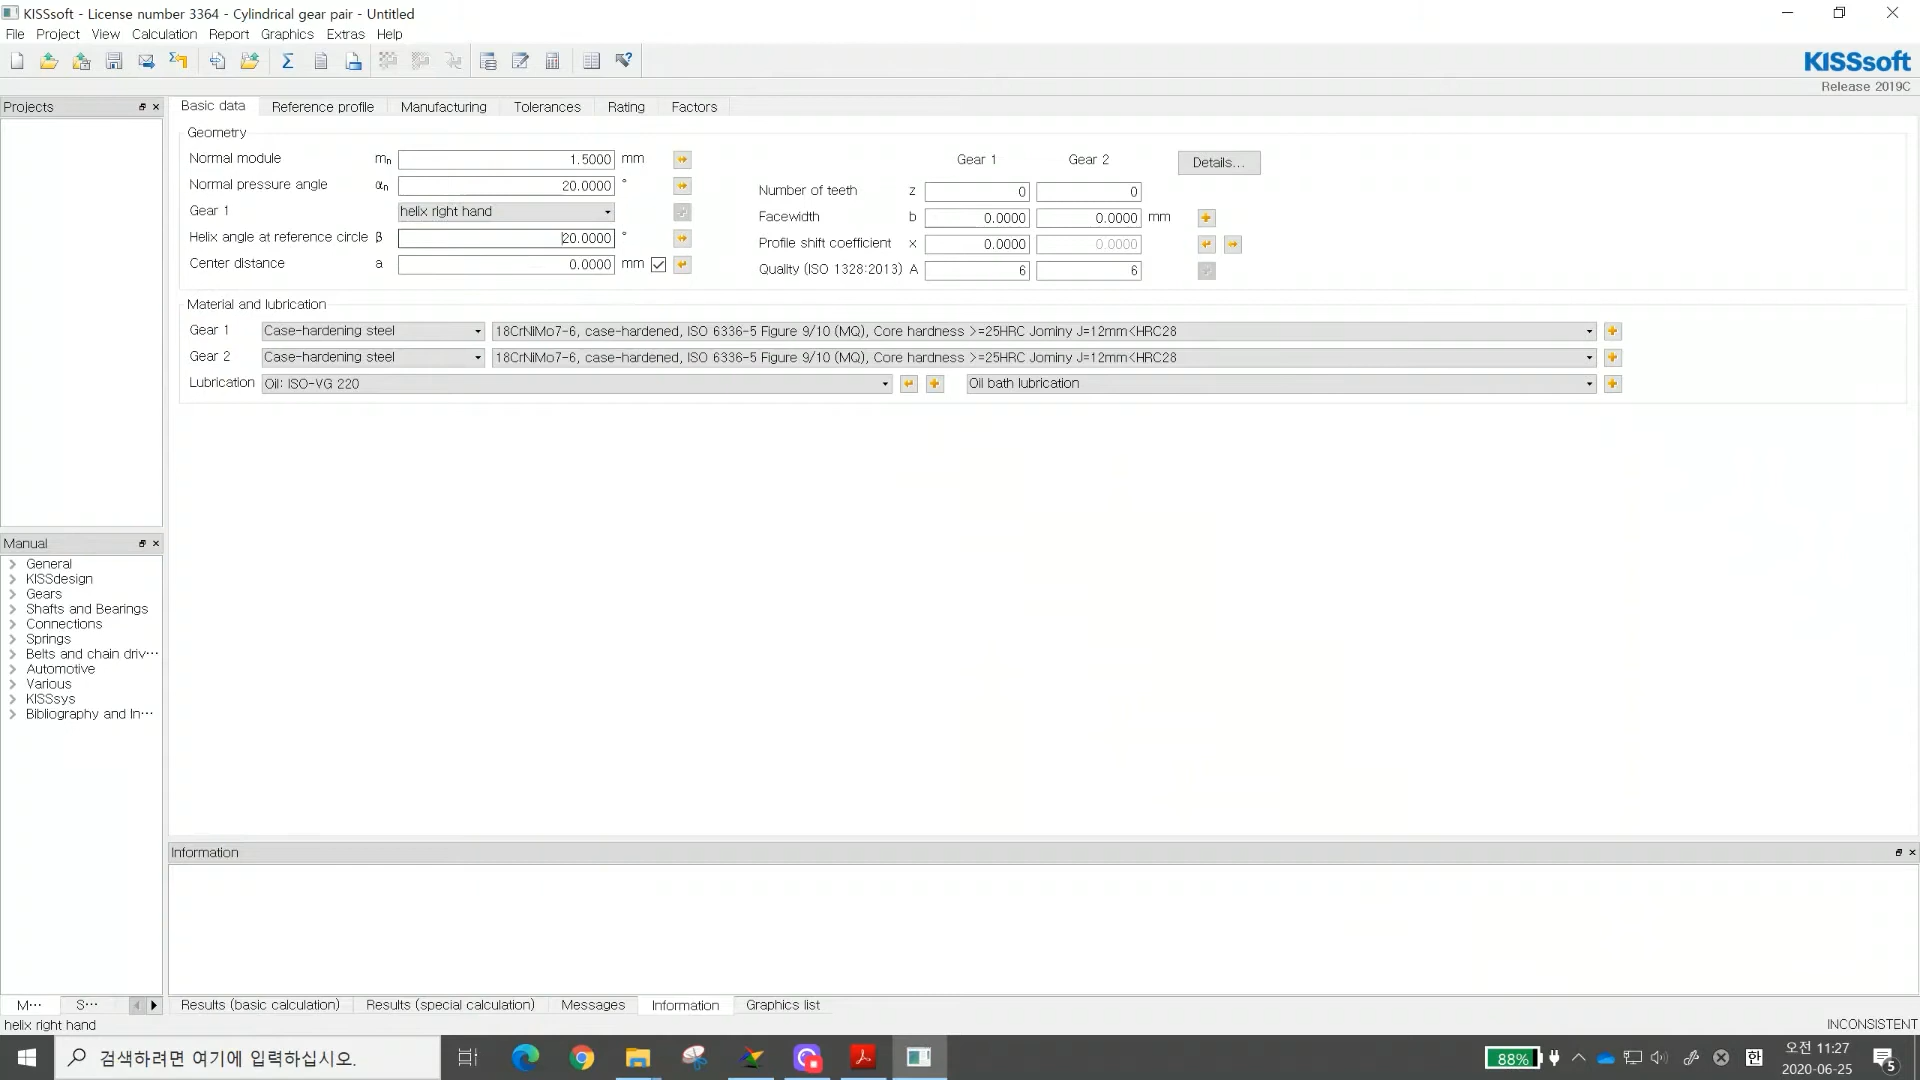 KISSsoft - License number 3364 - Cylindrical gear pair - Untitled
File Project View Calculation Report Graphics Extras Help
KISSsoft
Release 2019C
Projects
Basic data Reference profile Manufacturing Tolerances Rating Factors
Geometry
Normal module mn 1.5000 mm
Normal pressure angle αn 20.0000 °
Gear 1 helix right hand
Helix angle at reference circle β 20.0000 °
Center distance a 0.0000 mm
Gear 1 Gear 2 Details...
Number of teeth z 0 0
Facewidth b 0.0000 0.0000 mm
Profile shift coefficient x 0.0000 0.0000
Quality (ISO 1328:2013) A 6 6
Material and lubrication
Gear 1 Case-hardening steel 18CrNiMo7-6, case-hardened, ISO 6336-5 Figure 9/10 (MQ), Core hardness >=25HRC Jominy J=12mm<HRC28
Gear 2 Case-hardening steel 18CrNiMo7-6, case-hardened, ISO 6336-5 Figure 9/10 (MQ), Core hardness >=25HRC Jominy J=12mm<HRC28
Lubrication Oil: ISO-VG 220 Oil bath lubrication
Manual
General
KISSdesign
Gears
Shafts and Bearings
Connections
Springs
Belts and chain driv...
Automotive
Various
KISSsys
Bibliography and In...
Information
M... S...
Results (basic calculation) Results (special calculation) Messages Information Graphics list
helix right hand
INCONSISTENT
검색하려면 여기에 입력하십시오.
88%
한
오전 11:27
2020-06-25
5